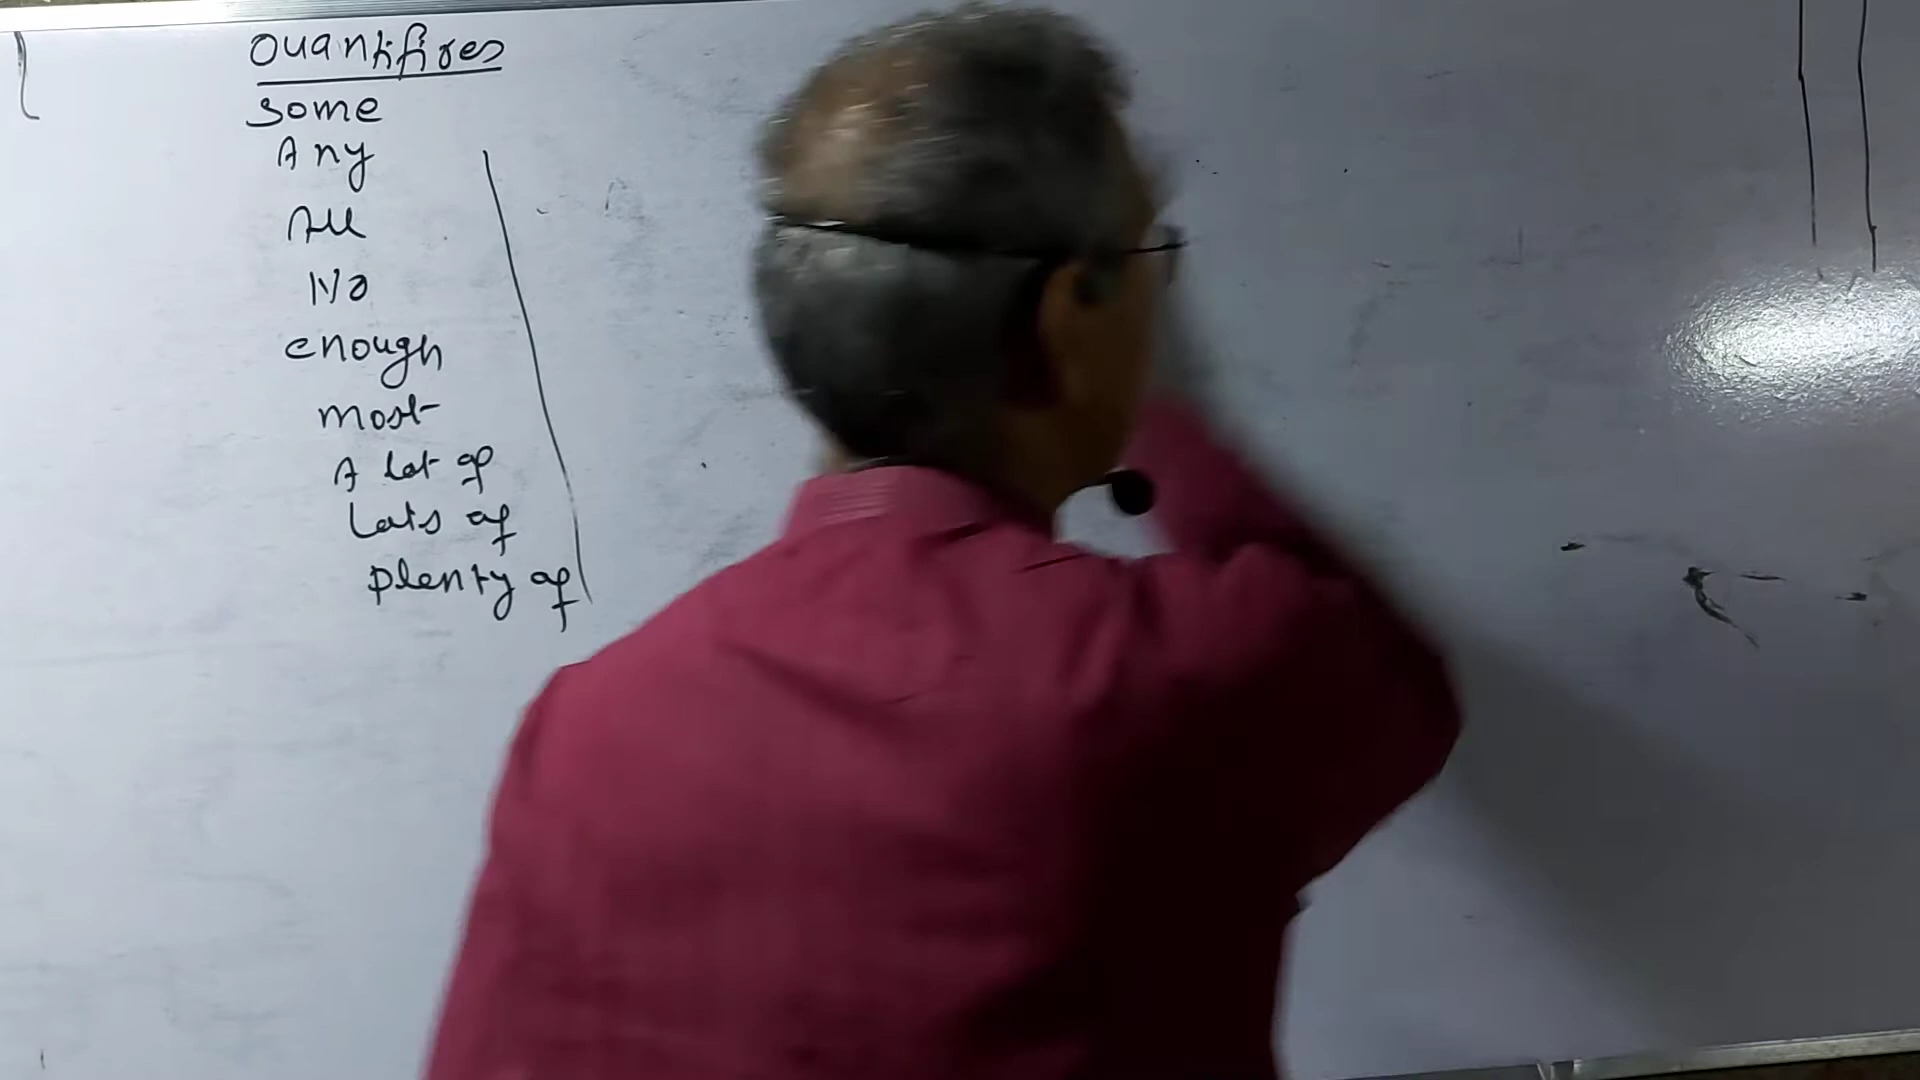 Quantifires
Some
Any
All
No
enough
most
A lot of
Lots of
Plenty of